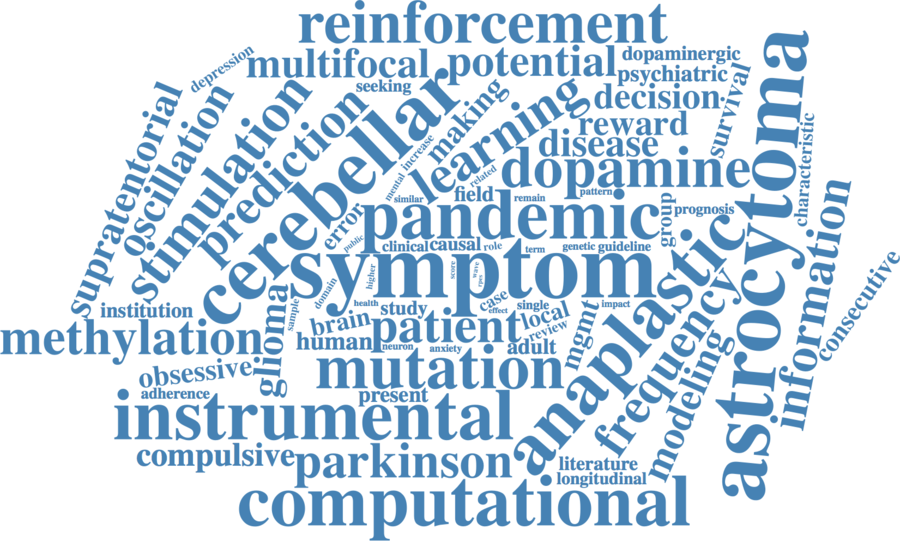 reinforcement
depression
multifocal
potential
dopaminergic
psychiatric
seeking
supratentorial
oscillation
stimulation
prediction
cerebellar
making
learning
decision
reward
disease
survival
characteristic
astrocytoma
dopamine
mental
increase
related
similar
field
remain
pattern
error
public
pandemic
group
prognosis
clinical
causal
role
term
genetic
guideline
symptom
higher
score
wave
epes
domain
sample
health
institution
methylation
glioma
brain
study
case
effect
single
impact
patient
local
review
mgmt
human
neuron
anxiety
adult
anaplastic
frequency
modeling
information
consecutive
obsessive
adherence
mutation
present
instrumental
compulsive
parkinson
literature
longitudinal
computational